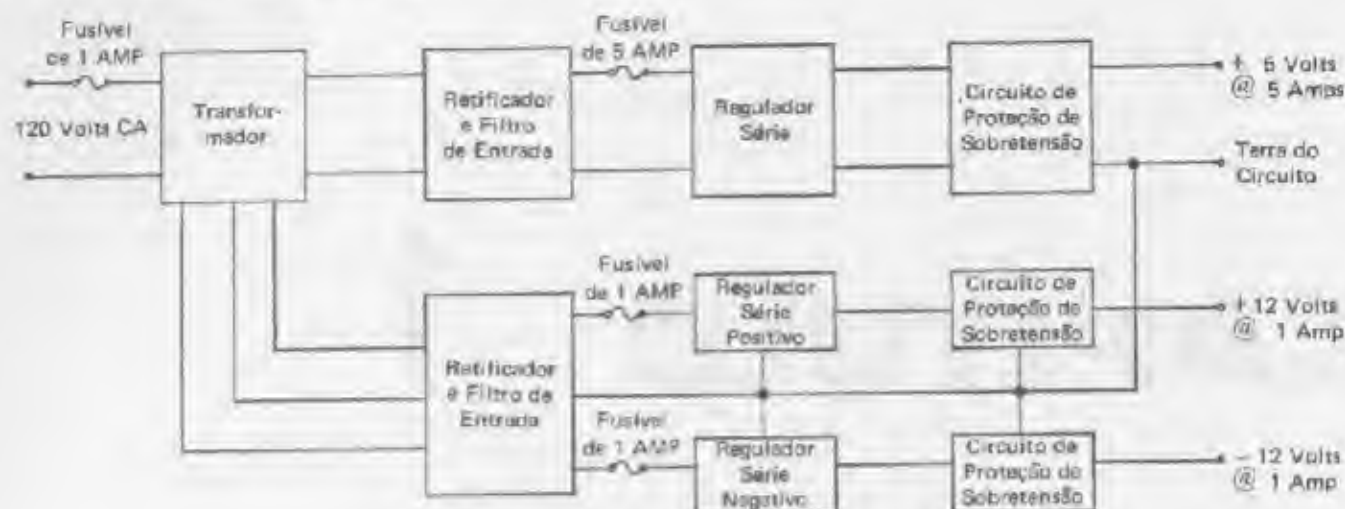 Fusível
de 1 AMP
120 Volts CA
Transfor-
mador
Retificador
e Filtro
de Entrada
Fusível
de 5 AMP
Regulador
Série
Circuito de
Proteção de
Sobretensão
+ 5 Volts
@ 5 Amps
Terra do
Circuito
Retificador
e Filtro de
Entrada
Fusível
de 1 AMP
Regulador
Série
Positivo
Circuito de
Proteção de
Sobretensão
+ 12 Volts
@ 1 Amp
Fusível
de 1 AMP
Regulador
Série
Negativo
Circuito de
Proteção de
Sobretensão
− 12 Volts
@ 1 Amp